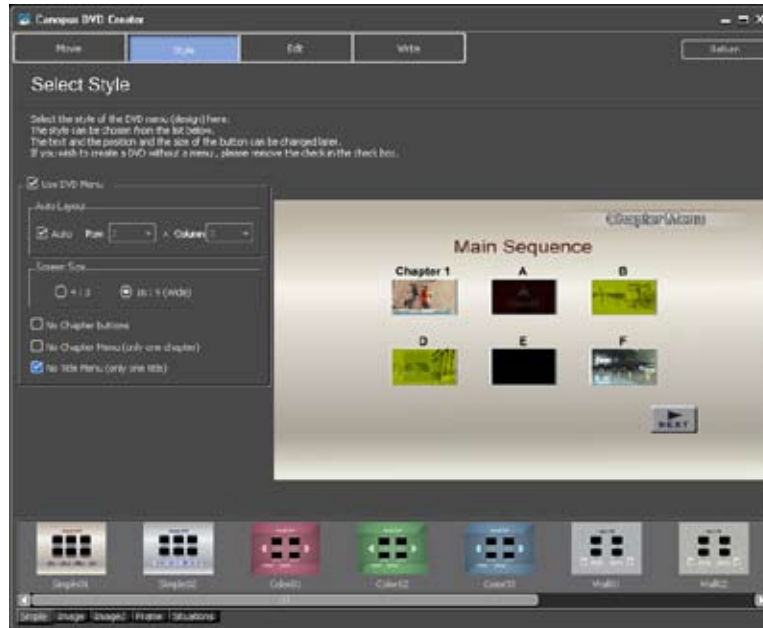 Canopus DVD Creator
Movie Style Edit Write Return
Select Style
Select the style of the DVD menu (design) here.
The style can be chosen from the list below.
The text and the position and the size of the button can be changed later.
If you wish to create a DVD without a menu, please remove the check in the check box.
Use DVD Menu
Auto Layout
Auto Row 2 × Column 3
Screen Size
4 : 3 16 : 9 (Wide)
No Chapter buttons
No Chapter Menu (only one chapter)
No Title Menu (only one title)
Chapter Menu
Main Sequence
Chapter 1 A B
D E F
NEXT
Simple01 Simple02 Color01 Color02 Color03 Wall01 Wall02
Simple Image Image2 Frame Situations